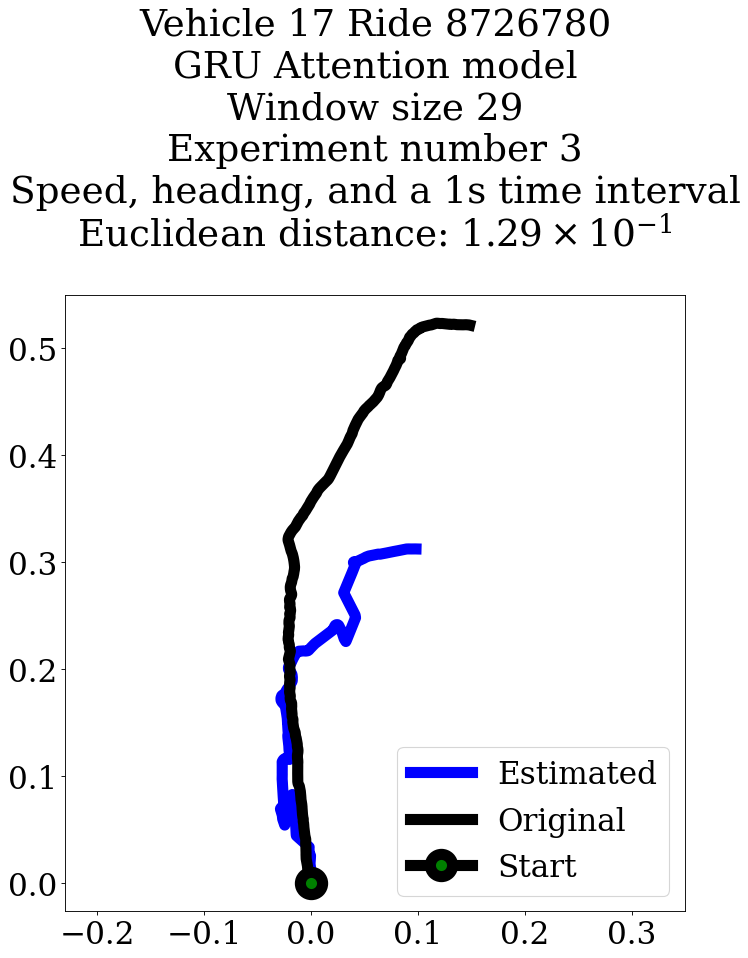 Vehicle 17 Ride 8726780
GRU Attention model
Window size 29
Experiment number 3
Speed, heading, and a 1s time interval
Euclidean distance: 1.29 × 10⁻¹
0.5
0.4
0.3
0.2
0.1
0.0
Estimated
Original
Start
−0.2 −0.1 0.0 0.1 0.2 0.3